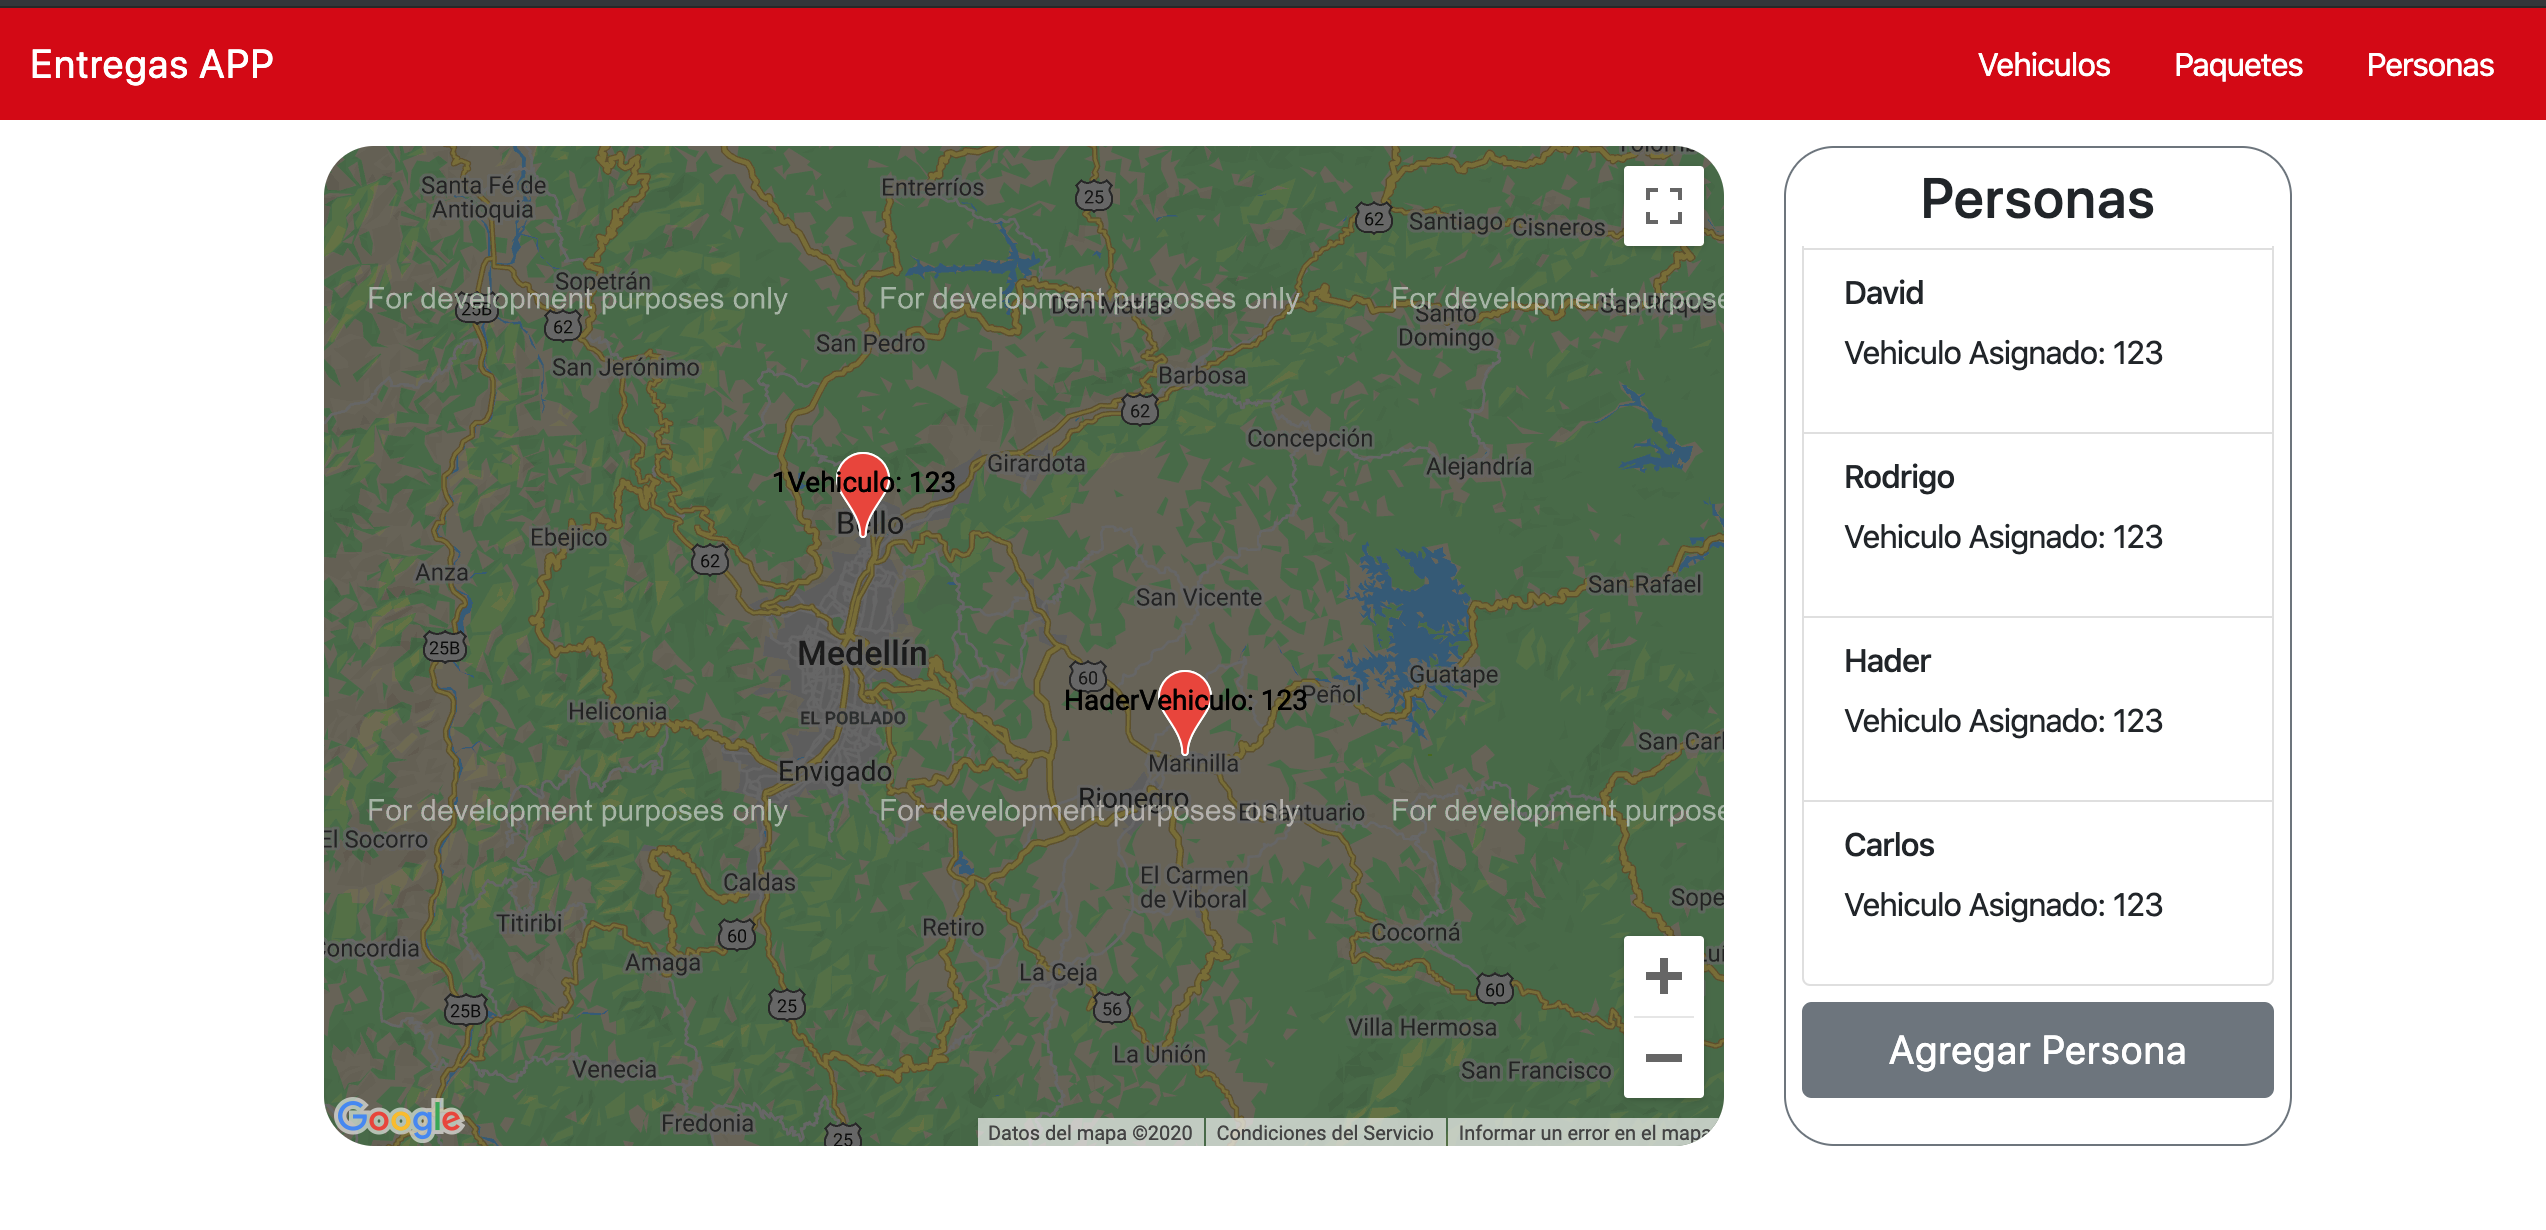 Entregas APP
Vehiculos
Paquetes
Personas
Santa Fé de
Antioquia
Entrerríos
25
62
Santiago
Cisneros
Sopetrán
For development purposes only
For development purposes only
For development purpose
25B
62
Don Matías
San Roque
Santo
Domingo
San Pedro
San Jerónimo
Barbosa
62
Concepción
Girardota
Alejandría
1Vehiculo: 123
Bello
Ebejico
62
Anza
San Vicente
San Rafael
25B
Medellín
60
Guatape
HaderVehiculo: 123
Peñol
Heliconia
EL POBLADO
San Carl
Marinilla
Envigado
Rionegro
For development purposes only
For development purposes only
For development purpose
El Santuario
El Socorro
Caldas
El Carmen
de Viboral
Sope
Titiribi
Retiro
60
Cocorná
oncordia
Amaga
La Ceja
60
25B
25
56
Villa Hermosa
La Unión
Venecia
San Francisco
Google
Fredonia
25
Datos del mapa ©2020
Condiciones del Servicio
Informar un error en el mapa
Personas
David
Vehiculo Asignado: 123
Rodrigo
Vehiculo Asignado: 123
Hader
Vehiculo Asignado: 123
Carlos
Vehiculo Asignado: 123
Agregar Persona